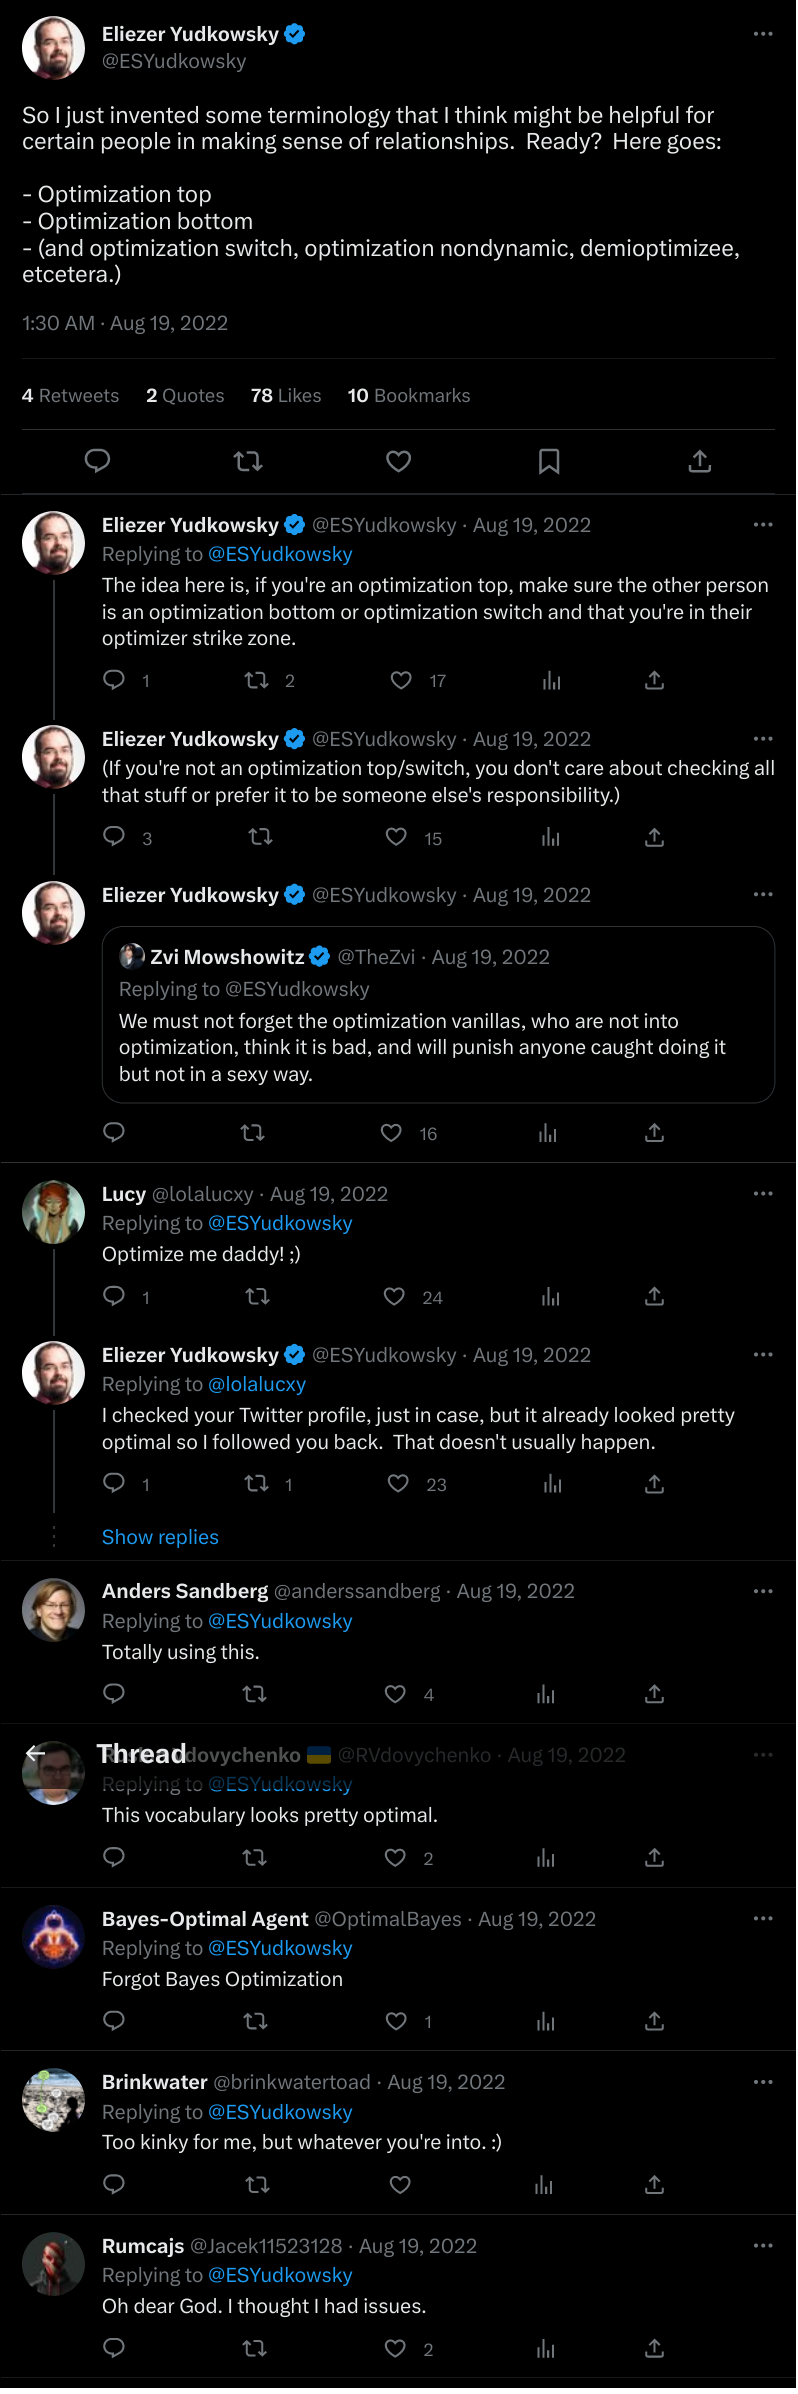 Eliezer Yudkowsky
@ESYudkowsky
So I just invented some terminology that I think might be helpful for
certain people in making sense of relationships.  Ready?  Here goes:
- Optimization top
- Optimization bottom
- (and optimization switch, optimization nondynamic, demioptimizee,
etcetera.)
1:30 AM · Aug 19, 2022
4 Retweets 2 Quotes 78 Likes 10 Bookmarks
Eliezer Yudkowsky @ESYudkowsky · Aug 19, 2022
Replying to @ESYudkowsky
The idea here is, if you're an optimization top, make sure the other person
is an optimization bottom or optimization switch and that you're in their
optimizer strike zone.
1 2 17
Eliezer Yudkowsky @ESYudkowsky · Aug 19, 2022
(If you're not an optimization top/switch, you don't care about checking all
that stuff or prefer it to be someone else's responsibility.)
3 15
Eliezer Yudkowsky @ESYudkowsky · Aug 19, 2022
Zvi Mowshowitz @TheZvi · Aug 19, 2022
Replying to @ESYudkowsky
We must not forget the optimization vanillas, who are not into
optimization, think it is bad, and will punish anyone caught doing it
but not in a sexy way.
16
Lucy @lolalucxy · Aug 19, 2022
Replying to @ESYudkowsky
Optimize me daddy! ;)
1 24
Eliezer Yudkowsky @ESYudkowsky · Aug 19, 2022
Replying to @lolalucxy
I checked your Twitter profile, just in case, but it already looked pretty
optimal so I followed you back.  That doesn't usually happen.
1 1 23
Show replies
Anders Sandberg @anderssandberg · Aug 19, 2022
Replying to @ESYudkowsky
Totally using this.
4
Thread
@RVdovychenko · Aug 19, 2022
Replying to @ESYudkowsky
This vocabulary looks pretty optimal.
2
Bayes-Optimal Agent @OptimalBayes · Aug 19, 2022
Replying to @ESYudkowsky
Forgot Bayes Optimization
1
Brinkwater @brinkwatertoad · Aug 19, 2022
Replying to @ESYudkowsky
Too kinky for me, but whatever you're into. :)
Rumcajs @Jacek11523128 · Aug 19, 2022
Replying to @ESYudkowsky
Oh dear God. I thought I had issues.
2